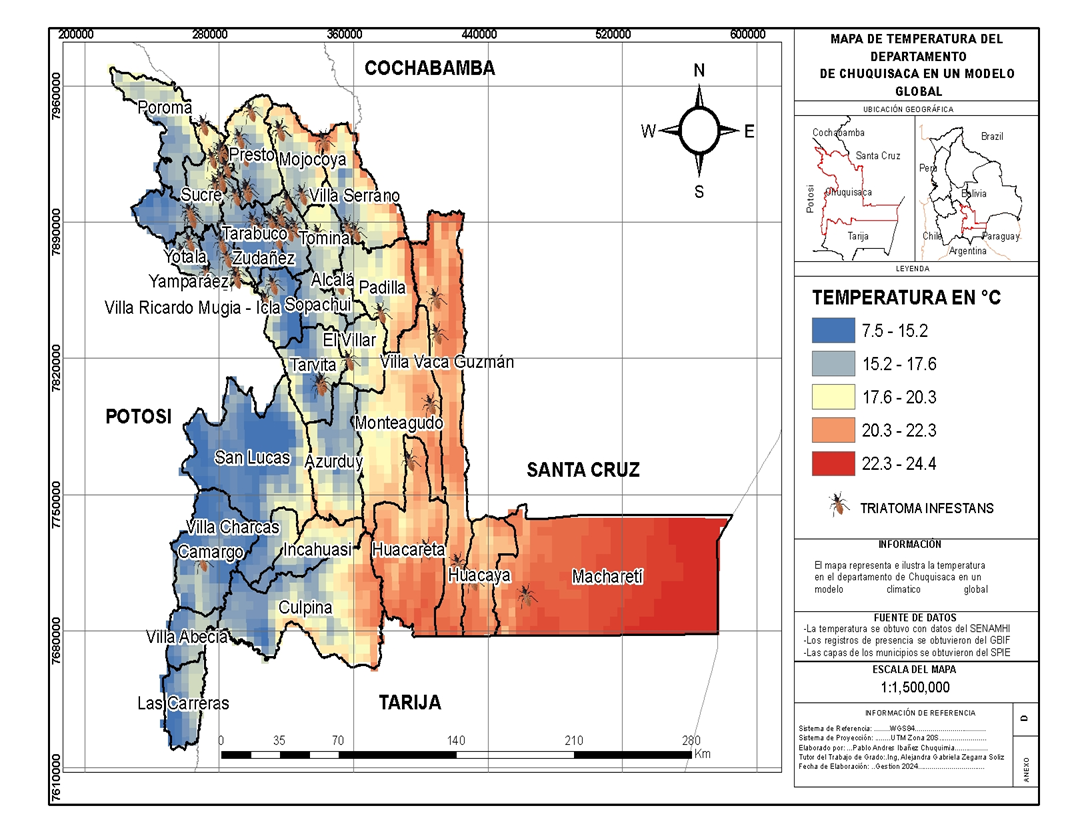 200000
280000
360000
440000
520000
600000
7960000
7890000
7820000
7750000
7680000
7610000
COCHABAMBA
N
W
E
S
Poroma
Presto
Mojocoya
Sucre
Villa Serrano
Tarabuco
Tomina
Yotala
Zudañez
Yamparáez
Alcalá
Padilla
Villa Ricardo Mugia - Icla
Sopachui
El Villar
Tarvita
Villa Vaca Guzmán
POTOSI
Monteagudo
San Lucas
Azurduy
SANTA CRUZ
Villa Charcas
Camargo
Incahuasi
Huacareta
Huacaya
Macharetí
Culpina
Villa Abecia
Las Carreras
TARIJA
0 35 70 140 210 280
Km
MAPA DE TEMPERATURA DEL
DEPARTAMENTO
DE CHUQUISACA EN UN MODELO
GLOBAL
UBICACIÓN GEOGRÁFICA
Cochabamba
Santa Cruz
Potosi
Chuquisaca
Tarija
Brazil
Perú
Bolivia
Chile
Paraguay
Argentina
LEYENDA
TEMPERATURA EN °C
7.5 - 15.2
15.2 - 17.6
17.6 - 20.3
20.3 - 22.3
22.3 - 24.4
TRIATOMA INFESTANS
INFORMACIÓN
El mapa representa e ilustra la temperatura
en el departamento de Chuquisaca en un
modelo climatico global
FUENTE DE DATOS
-La temperatura se obtuvo con datos del SENAMHI
-Los registros de presencia se obtuvieron del GBIF
-Las capas de los municipios se obtuvieron del SPIE
ESCALA DEL MAPA
1:1,500,000
INFORMACIÓN DE REFERENCIA
Sistema de Referencia: ........WGS84..................................
Sistema de Proyección: ........UTM Zona 20S......................
Elaborado por: ...Pablo Andres Ibañez Chuquimia................
Tutor del Trabajo de Grado:.Ing, Alejandra Gabriela Zegarra Soliz
Fecha de Elaboración: ..Gestion 2024................................
D
ANEXO